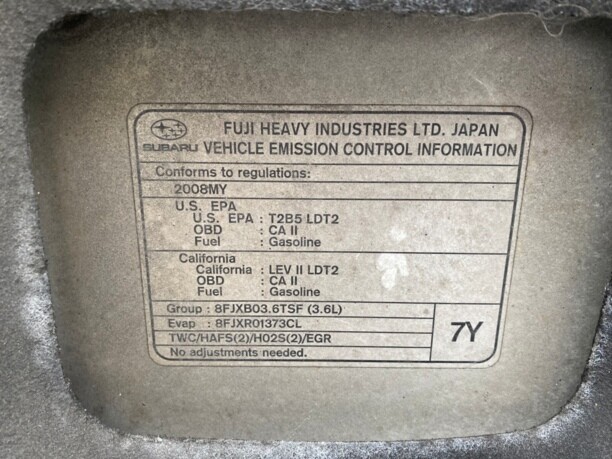 FUJI HEAVY INDUSTRIES LTD. JAPAN
SUBARU VEHICLE EMISSION CONTROL INFORMATION
Conforms to regulations:
2008MY
U.S. EPA
U.S. EPA : T2B5 LDT2
OBD : CA II
Fuel : Gasoline
California
California : LEV II LDT2
OBD : CA II
Fuel : Gasoline
Group : 8FJXB03.6TSF (3.6L)
Evap : 8FJXR01373CL
TWC/HAFS(2)/H02S(2)/EGR
No adjustments needed.
7Y